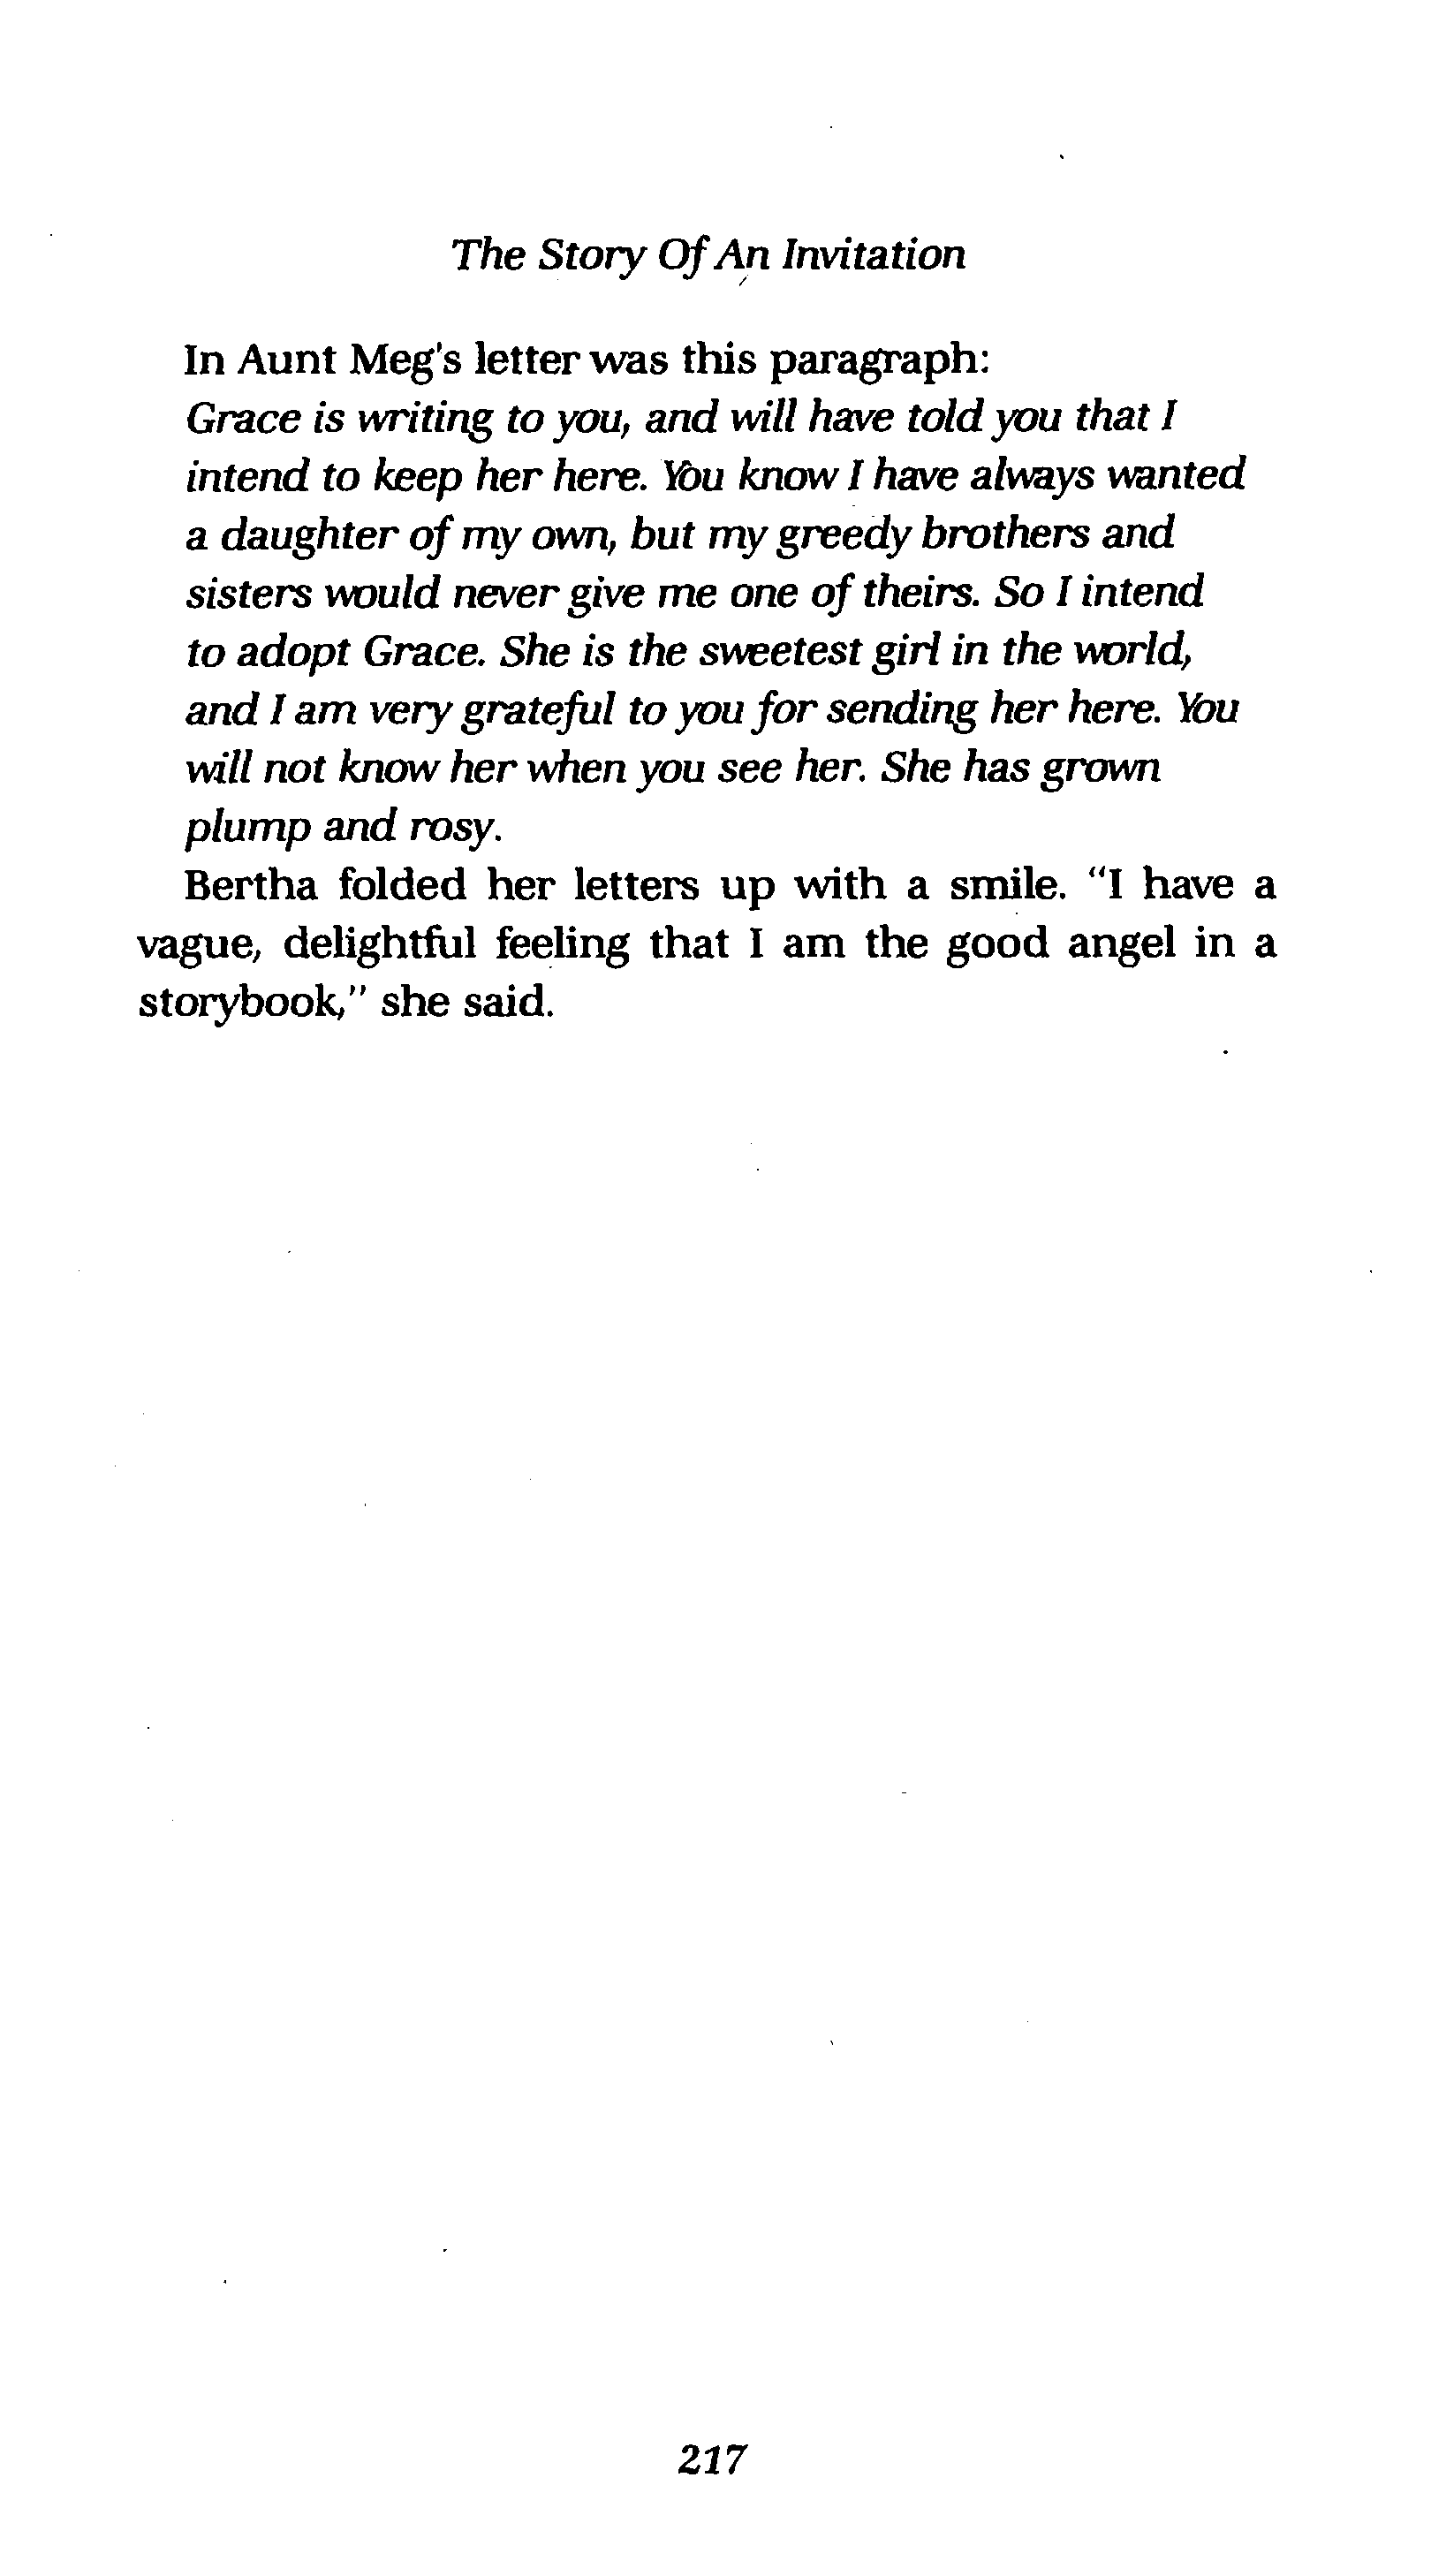 The Story Of An Invitation
In Aunt Meg's letter was this paragraph:
Grace is writing to you, and will have told you that I
intend to keep her here. You know I have always wanted
a daughter of my own, but my greedy brothers and
sisters would never give me one of theirs. So I intend
to adopt Grace. She is the sweetest girl in the world,
and I am very grateful to you for sending her here. You
will not know her when you see her. She has grown
plump and rosy.
Bertha folded her letters up with a smile. "I have a
vague, delightful feeling that I am the good angel in a
storybook," she said.
217